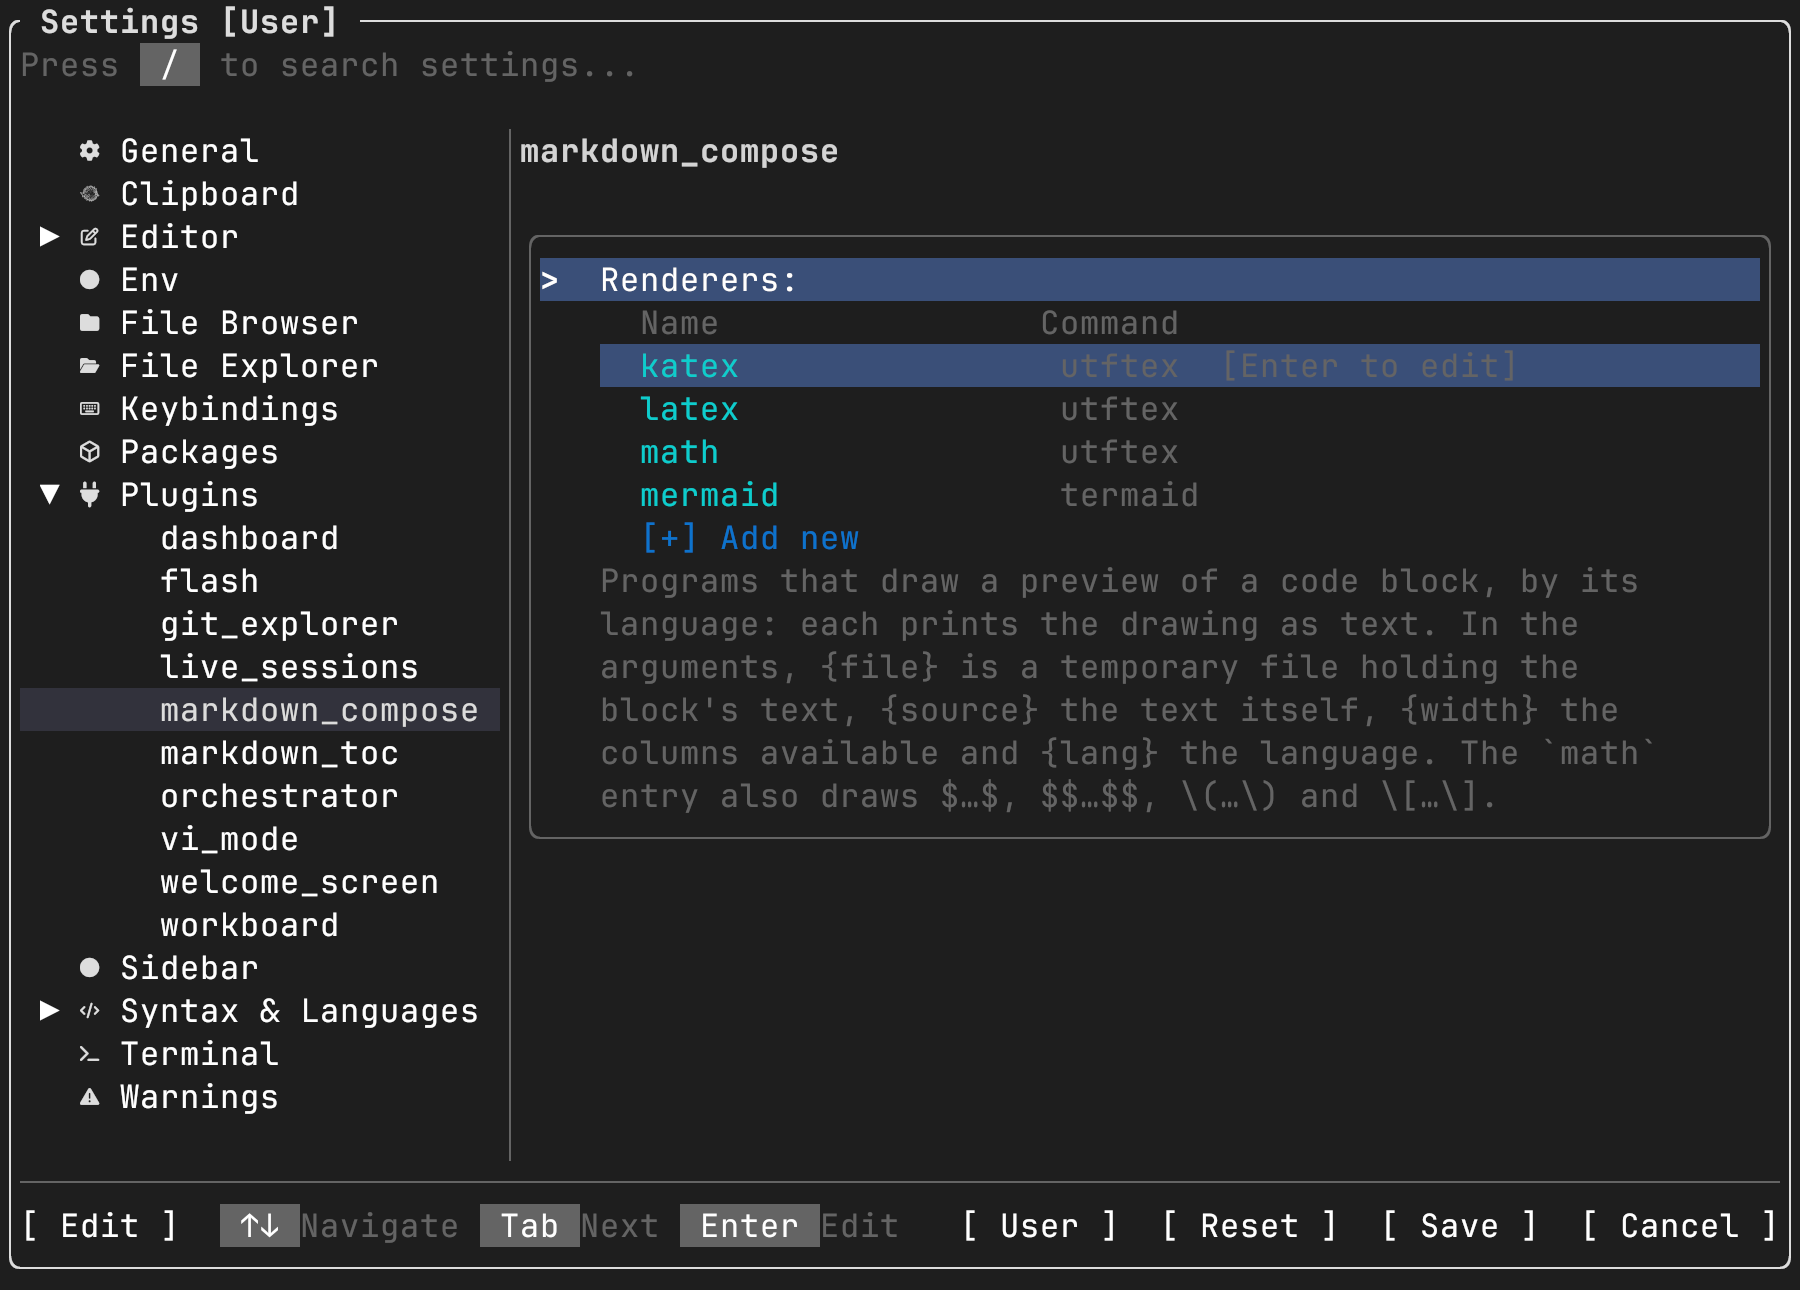 Settings [User]
Press / to search settings...
General
Clipboard
▶ Editor
Env
File Browser
File Explorer
Keybindings
Packages
▼ Plugins
dashboard
flash
git_explorer
live_sessions
markdown_compose
markdown_toc
orchestrator
vi_mode
welcome_screen
workboard
Sidebar
▶ </> Syntax & Languages
>_ Terminal
Warnings
markdown_compose
> Renderers:
Name Command
katex utftex [Enter to edit]
latex utftex
math utftex
mermaid termaid
[+] Add new
Programs that draw a preview of a code block, by its
language: each prints the drawing as text. In the
arguments, {file} is a temporary file holding the
block's text, {source} the text itself, {width} the
columns available and {lang} the language. The `math`
entry also draws $…$, $$…$$, \(…\) and \[…\].
[ Edit ] ↑↓ Navigate Tab Next Enter Edit [ User ] [ Reset ] [ Save ] [ Cancel ]